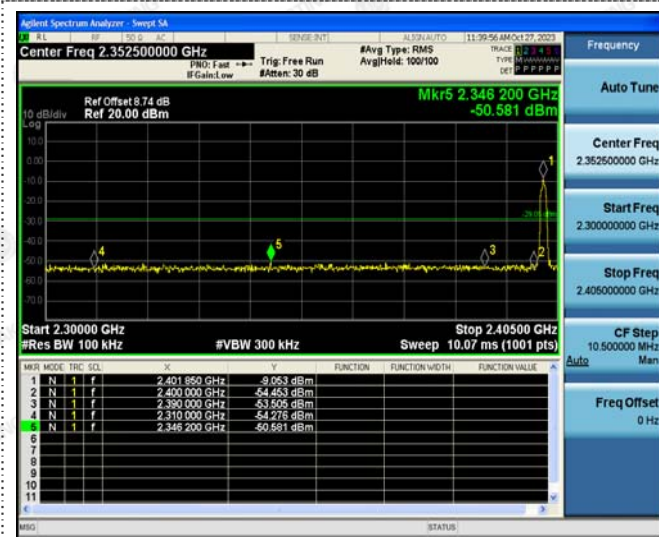 Agilent Spectrum Analyzer - Swept SA
RL RF 50 Ω AC SENSE:INT ALIGN AUTO 11:39:56 AM Oct 27, 2023
Center Freq 2.352500000 GHz #Avg Type: RMS TRACE 1 2 3 4 5 6
PNO: Fast Trig: Free Run Avg|Hold: 100/100 TYPE
IFGain:Low #Atten: 30 dB DET P P P P P P
Ref Offset 8.74 dB Mkr5 2.346 200 GHz
10 dB/div Ref 20.00 dBm -50.581 dBm
Log
10.0
0.00
-10.0
-20.0
-30.0
-40.0
-50.0
-60.0
-70.0
1
2
3
4
5
Start 2.30000 GHz Stop 2.40500 GHz
#Res BW 100 kHz #VBW 300 kHz Sweep 10.07 ms (1001 pts)
MKR MODE TRC SCL X Y FUNCTION FUNCTION WIDTH FUNCTION VALUE
1 N 1 f 2.401 850 GHz -9.053 dBm
2 N 1 f 2.400 000 GHz -54.453 dBm
3 N 1 f 2.390 000 GHz -53.505 dBm
4 N 1 f 2.310 000 GHz -54.276 dBm
5 N 1 f 2.346 200 GHz -50.581 dBm
6
7
8
9
10
11
MSG STATUS
Frequency
Auto Tune
Center Freq
2.352500000 GHz
Start Freq
2.300000000 GHz
Stop Freq
2.405000000 GHz
CF Step
10.500000 MHz
Auto Man
Freq Offset
0 Hz